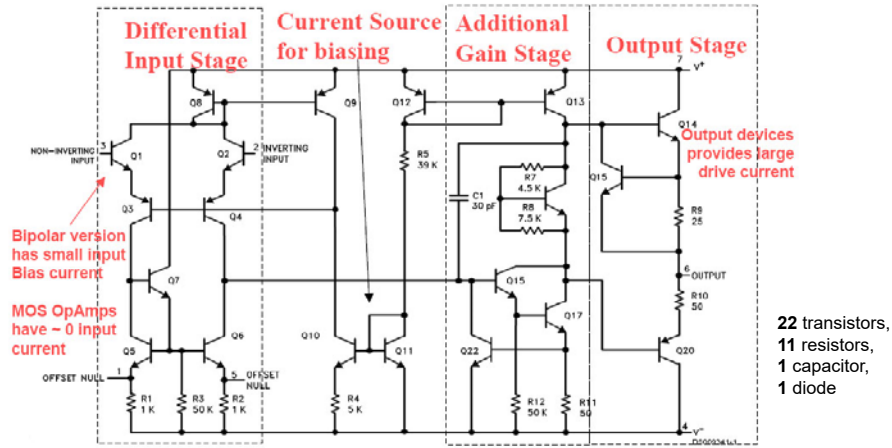 Differential
Input Stage
Current Source
for biasing
Additional
Gain Stage
Output Stage
7
V+
Q8
Q9
Q12
Q13
Q14
NON-INVERTING
INPUT
3
Q1
Q2
2
INVERTING
INPUT
R5
39 K
Output devices
provides large
drive current
Q15
C1
30 pF
R7
4.5 K
R8
7.5 K
R9
25
Q3
Q4
Bipolar version
has small input
Bias current
Q7
Q15
6
OUTPUT
R10
50
MOS OpAmps
have ~ 0 input
current
Q5
Q6
Q10
Q11
Q17
Q22
Q20
22 transistors,
11 resistors,
1 capacitor,
1 diode
OFFSET NULL
1
5
OFFSET
NULL
R1
1 K
R3
50 K
R2
1 K
R4
5 K
R12
50 K
R11
50
4
V-